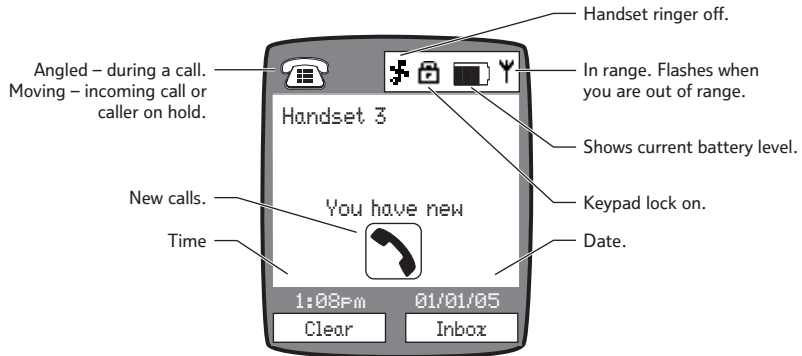 Handset ringer off.
Angled – during a call.
Moving – incoming call or
caller on hold.
In range. Flashes when
you are out of range.
Handset 3
Shows current battery level.
New calls.
You have new
Keypad lock on.
Time
Date.
1:08PM 01/01/05
Clear Inbox